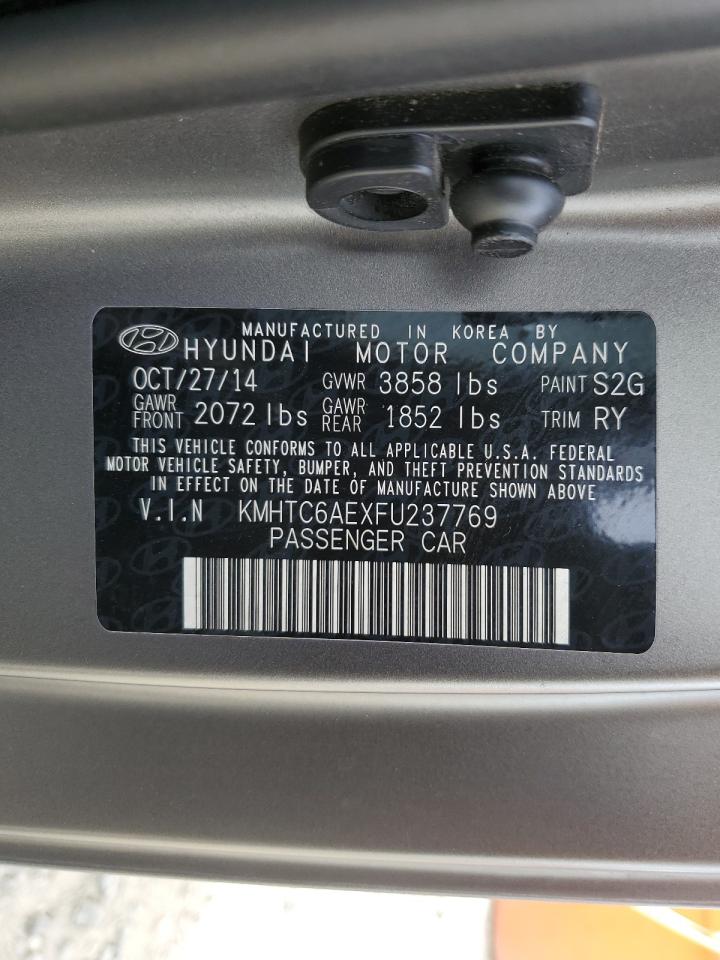 MANUFACTURED IN KOREA BY
HYUNDAI MOTOR COMPANY
OCT/27/14 GVWR 3858 lbs PAINT S2G
GAWR FRONT 2072 lbs GAWR REAR 1852 lbs TRIM RY
THIS VEHICLE CONFORMS TO ALL APPLICABLE U.S.A. FEDERAL
MOTOR VEHICLE SAFETY, BUMPER, AND THEFT PREVENTION STANDARDS
IN EFFECT ON THE DATE OF MANUFACTURE SHOWN ABOVE
V.I.N KMHTC6AEXFU237769
PASSENGER CAR